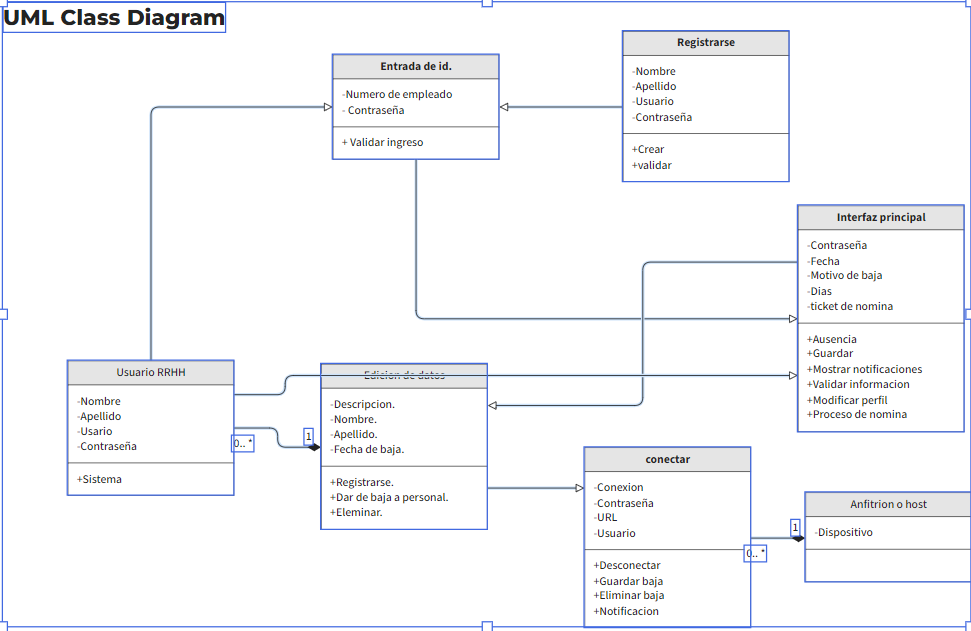 UML Class Diagram
Entrada de id.
-Numero de empleado
- Contraseña
+ Validar ingreso
Registrarse
-Nombre
-Apellido
-Usuario
-Contraseña
+Crear
+validar
Interfaz principal
-Contraseña
-Fecha
-Motivo de baja
-Dias
-ticket de nomina
+Ausencia
+Guardar
+Mostrar notificaciones
+Validar informacion
+Modificar perfil
+Proceso de nomina
Usuario RRHH
-Nombre
-Apellido
-Usario
-Contraseña
+Sistema
0.. *
1
Edicion de datos
-Descripcion.
-Nombre.
-Apellido.
-Fecha de baja.
+Registrarse.
+Dar de baja a personal.
+Eleminar.
conectar
-Conexion
-Contraseña
-URL
-Usuario
+Desconectar
+Guardar baja
+Eliminar baja
+Notificacion
0.. *
1
Anfitrion o host
-Dispositivo